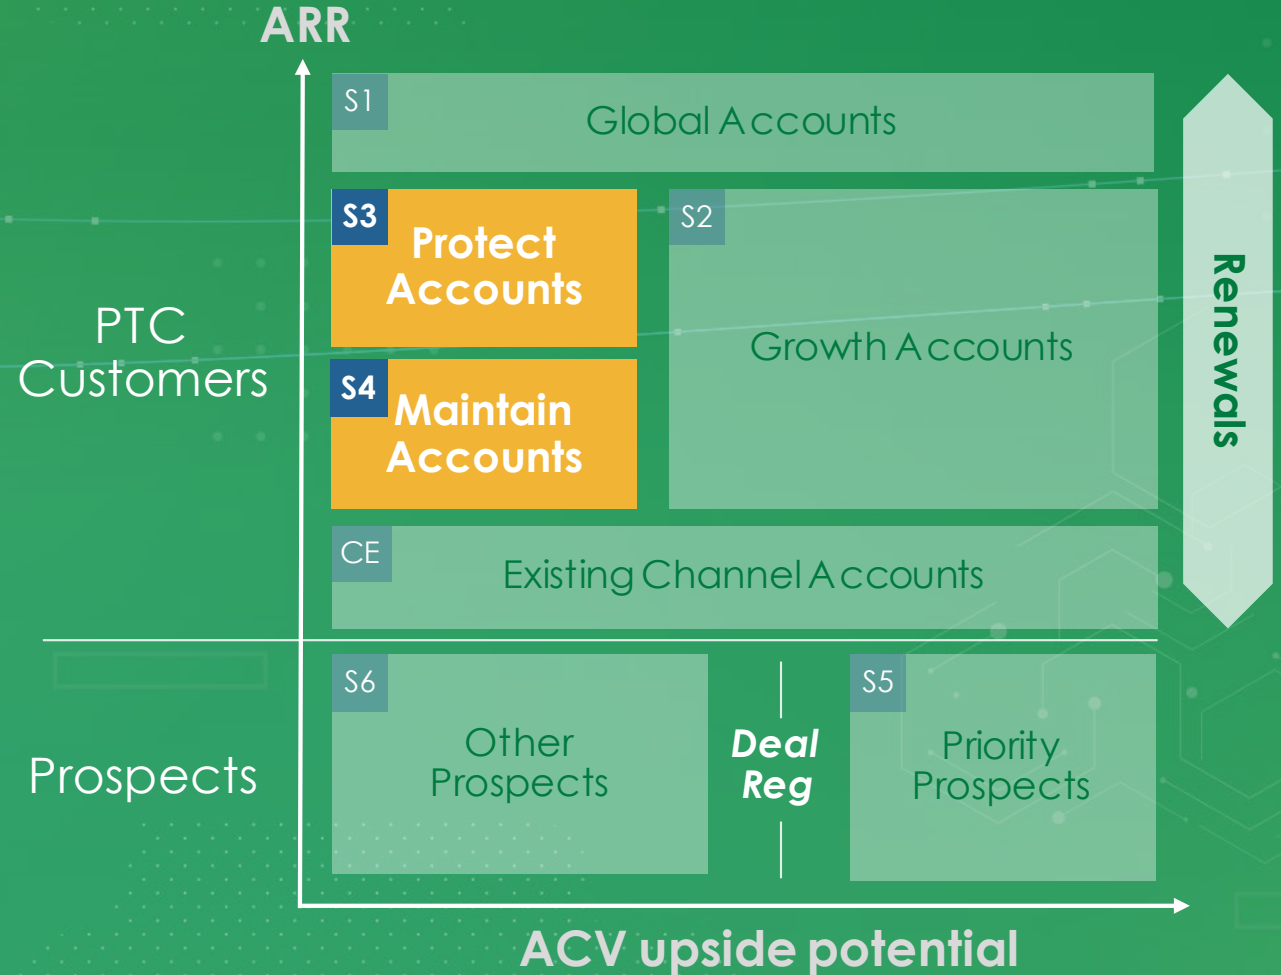 ARR
S1
Global Accounts
S3
Protect
Accounts
S2
Growth Accounts
PTC
Customers
S4
Maintain
Accounts
Renewals
CE
Existing Channel Accounts
S6
Other
Prospects
Deal
Reg
S5
Priority
Prospects
Prospects
ACV upside potential